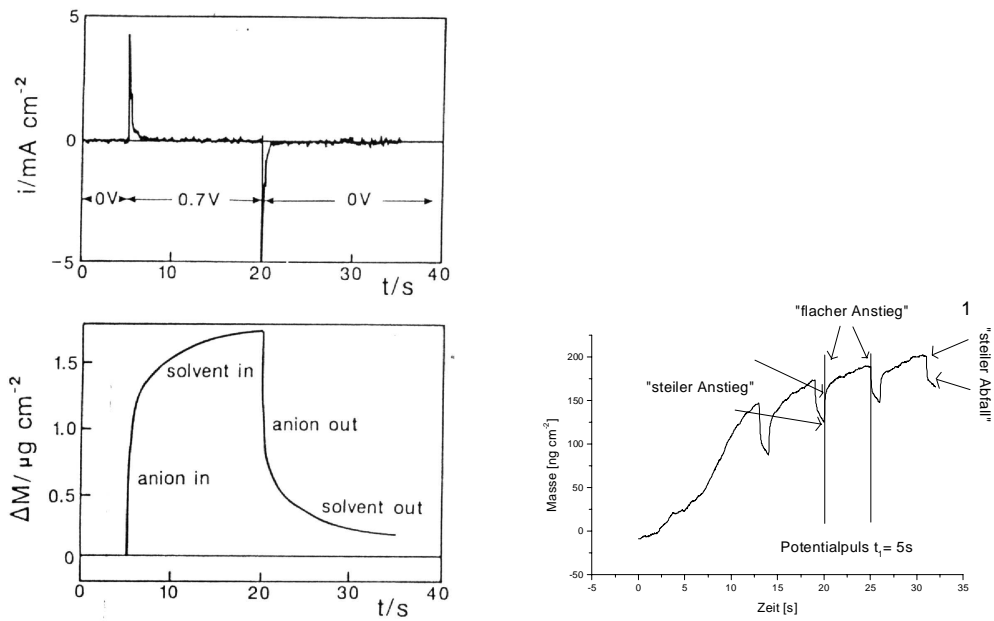 5
0
−5
i/mA cm⁻²
0V
0.7V
0V
0
10
20
30
40
t/s
1.5
1.0
0.5
0
ΔM/ μg cm⁻²
solvent in
anion in
anion out
solvent out
0
10
20
30
40
t/s
"flacher Anstieg"
1
"steiler Anstieg"
"steiler Abfall"
200
150
100
50
0
-50
Masse [ng cm⁻²]
Potentialpuls t₁= 5s
-5
0
5
10
15
20
25
30
35
Zeit [s]